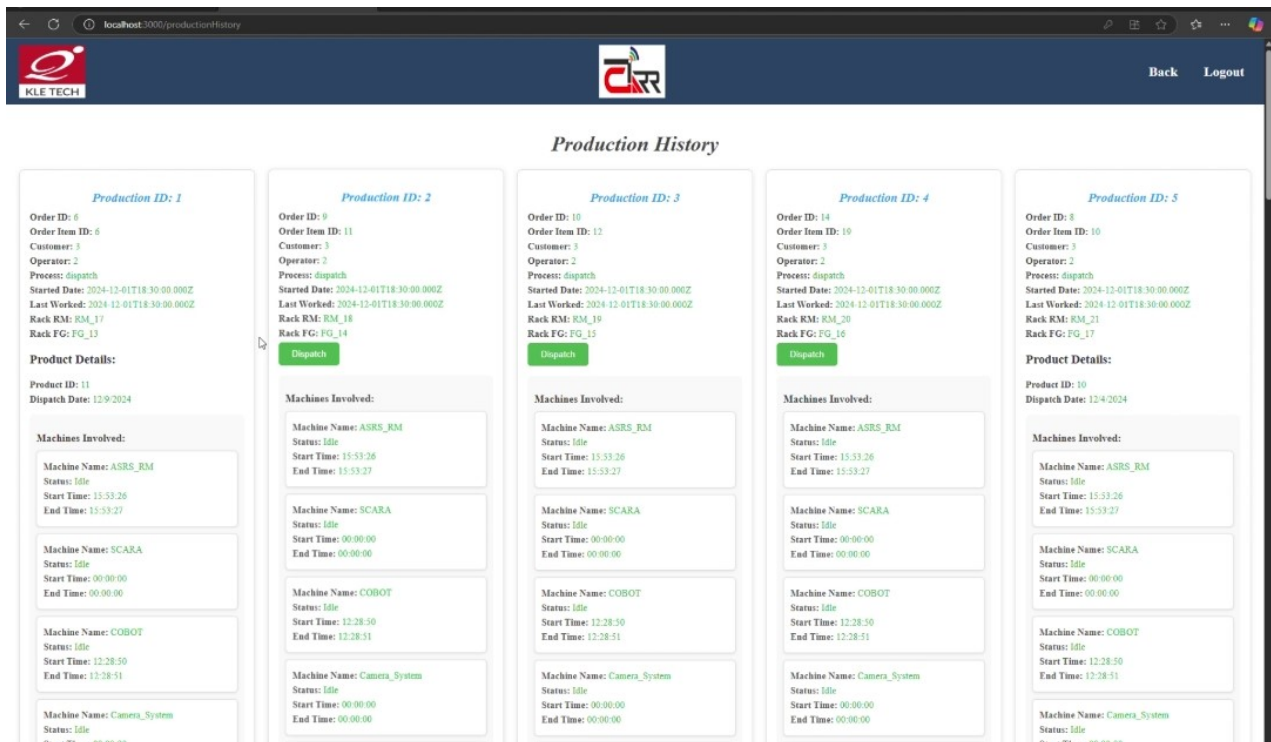 localhost:3000/productionHistory
KLE TECH
Back
Logout
Production History
Production ID: 1
Order ID: 6
Order Item ID: 6
Customer: 3
Operator: 2
Process: dispatch
Started Date: 2024-12-01T18:30:00.000Z
Last Worked: 2024-12-01T18:30:00.000Z
Rack RM: RM_17
Rack FG: FG_13
Product Details:
Product ID: 11
Dispatch Date: 12/9/2024
Machines Involved:
Machine Name: ASRS_RM
Status: Idle
Start Time: 15:53:26
End Time: 15:53:27
Machine Name: SCARA
Status: Idle
Start Time: 00:00:00
End Time: 00:00:00
Machine Name: COBOT
Status: Idle
Start Time: 12:28:50
End Time: 12:28:51
Machine Name: Camera_System
Status: Idle
Production ID: 2
Order ID: 9
Order Item ID: 11
Customer: 3
Operator: 2
Process: dispatch
Started Date: 2024-12-01T18:30:00.000Z
Last Worked: 2024-12-01T18:30:00.000Z
Rack RM: RM_18
Rack FG: FG_14
Dispatch
Machines Involved:
Machine Name: ASRS_RM
Status: Idle
Start Time: 15:53:26
End Time: 15:53:27
Machine Name: SCARA
Status: Idle
Start Time: 00:00:00
End Time: 00:00:00
Machine Name: COBOT
Status: Idle
Start Time: 12:28:50
End Time: 12:28:51
Machine Name: Camera_System
Status: Idle
Start Time: 00:00:00
End Time: 00:00:00
Production ID: 3
Order ID: 10
Order Item ID: 12
Customer: 3
Operator: 2
Process: dispatch
Started Date: 2024-12-01T18:30:00.000Z
Last Worked: 2024-12-01T18:30:00.000Z
Rack RM: RM_19
Rack FG: FG_15
Dispatch
Machines Involved:
Machine Name: ASRS_RM
Status: Idle
Start Time: 15:53:26
End Time: 15:53:27
Machine Name: SCARA
Status: Idle
Start Time: 00:00:00
End Time: 00:00:00
Machine Name: COBOT
Status: Idle
Start Time: 12:28:50
End Time: 12:28:51
Machine Name: Camera_System
Status: Idle
Start Time: 00:00:00
End Time: 00:00:00
Production ID: 4
Order ID: 14
Order Item ID: 19
Customer: 3
Operator: 2
Process: dispatch
Started Date: 2024-12-01T18:30:00.000Z
Last Worked: 2024-12-01T18:30:00.000Z
Rack RM: RM_20
Rack FG: FG_16
Dispatch
Machines Involved:
Machine Name: ASRS_RM
Status: Idle
Start Time: 15:53:26
End Time: 15:53:27
Machine Name: SCARA
Status: Idle
Start Time: 00:00:00
End Time: 00:00:00
Machine Name: COBOT
Status: Idle
Start Time: 12:28:50
End Time: 12:28:51
Machine Name: Camera_System
Status: Idle
Start Time: 00:00:00
End Time: 00:00:00
Production ID: 5
Order ID: 8
Order Item ID: 10
Customer: 3
Operator: 2
Process: dispatch
Started Date: 2024-12-01T18:30:00.000Z
Last Worked: 2024-12-01T18:30:00.000Z
Rack RM: RM_21
Rack FG: FG_17
Product Details:
Product ID: 10
Dispatch Date: 12/4/2024
Machines Involved:
Machine Name: ASRS_RM
Status: Idle
Start Time: 15:53:26
End Time: 15:53:27
Machine Name: SCARA
Status: Idle
Start Time: 00:00:00
End Time: 00:00:00
Machine Name: COBOT
Status: Idle
Start Time: 12:28:50
End Time: 12:28:51
Machine Name: Camera_System
Status: Idle